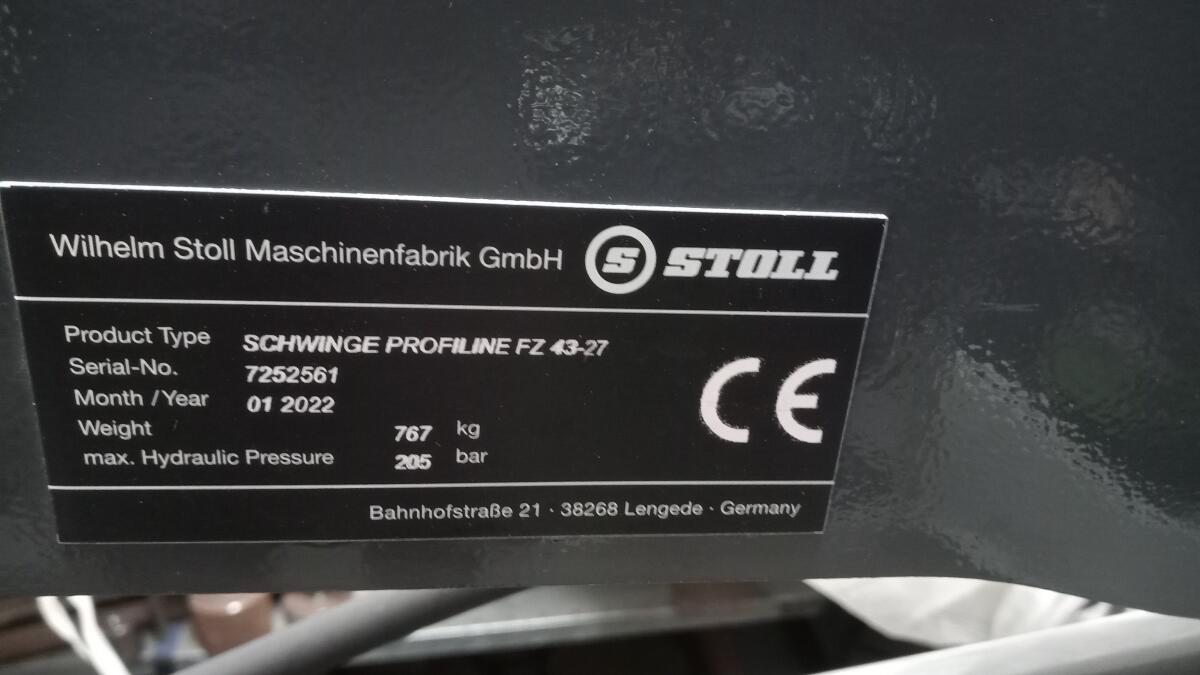 Wilhelm Stoll Maschinenfabrik GmbH S STOLL
Product Type SCHWINGE PROFILINE FZ 43-27
Serial-No. 7252561
Month / Year 01 2022
Weight 767 kg
max. Hydraulic Pressure 205 bar
CE
Bahnhofstraße 21 · 38268 Lengede · Germany